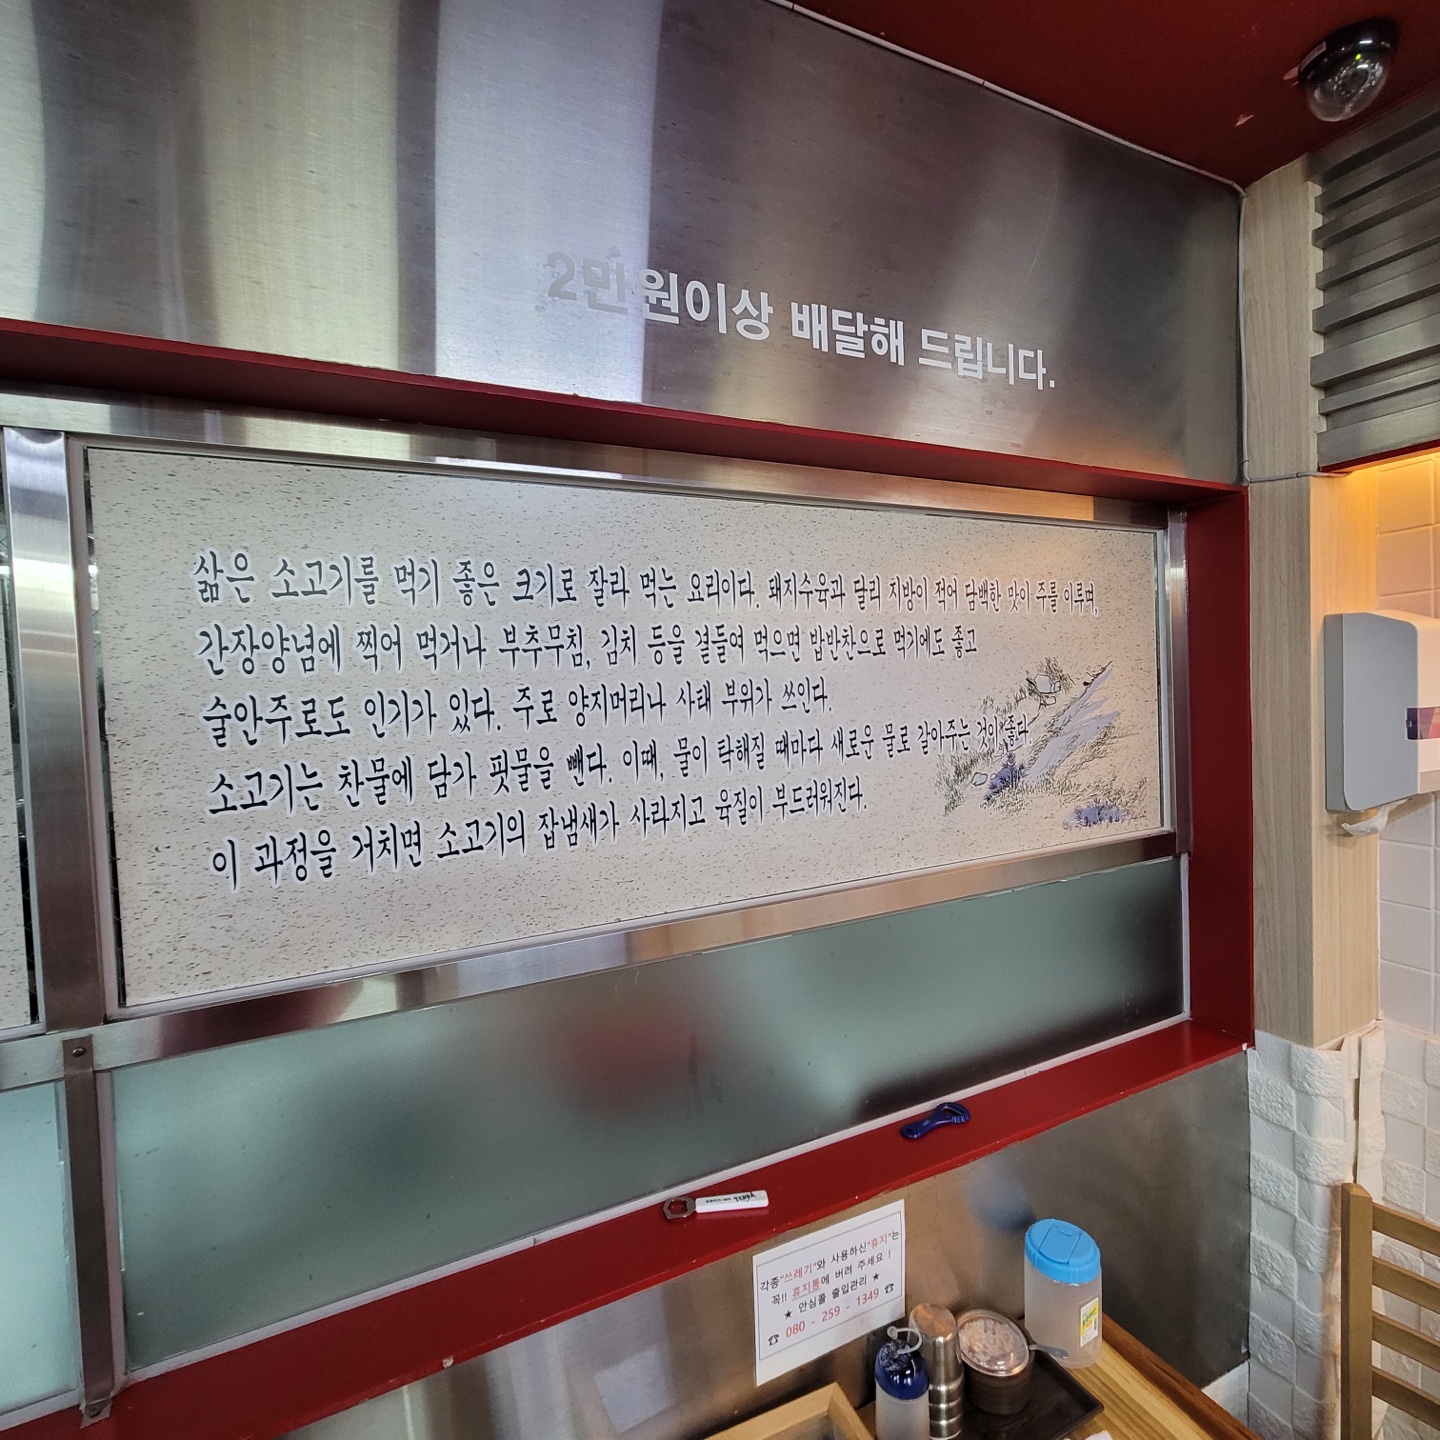 2만원이상 배달해 드립니다.
삶은 소고기를 먹기 좋은 크기로 잘라 먹는 요리이다. 돼지수육과 달리 지방이 적어 담백한 맛이 주를 이루며,
간장양념에 찍어 먹거나 부추무침, 김치 등을 곁들여 먹으면 밥반찬으로 먹기에도 좋고
술안주로도 인기가 있다. 주로 양지머리나 사태 부위가 쓰인다.
소고기는 찬물에 담가 핏물을 뺀다. 이때, 물이 탁해질 때마다 새로운 물로 갈아주는 것이 좋다.
이 과정을 거치면 소고기의 잡냄새가 사라지고 육질이 부드러워진다.
TERRA
각종"쓰레기"와 사용하신"휴지"는
꼭!! 휴지통에 버려 주세요 !
★ 안심콜 출입관리 ★
☎ 080 - 259 - 1349 ☎